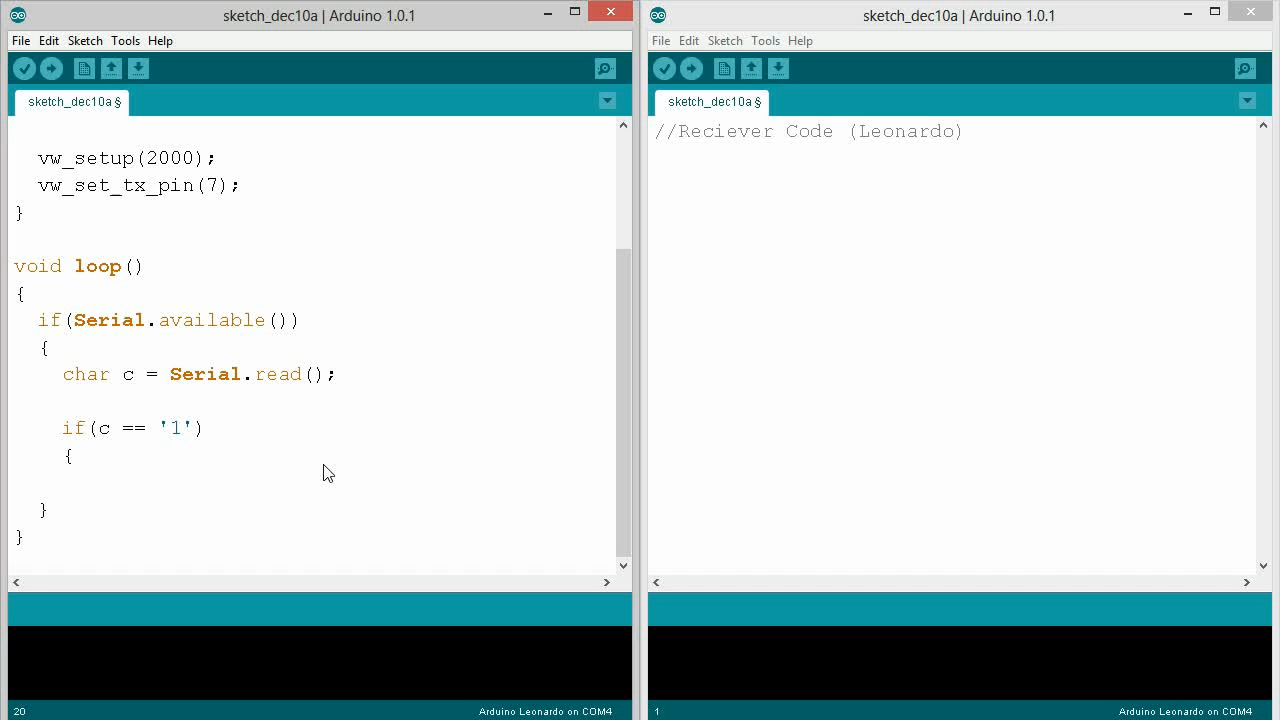 sketch_dec10a | Arduino 1.0.1
File Edit Sketch Tools Help
sketch_dec10a §
vw_setup(2000);
vw_set_tx_pin(7);
}
void loop()
{
if(Serial.available())
{
char c = Serial.read();
if(c == '1')
{
}
}
20
Arduino Leonardo on COM4
sketch_dec10a | Arduino 1.0.1
File Edit Sketch Tools Help
sketch_dec10a §
//Reciever Code (Leonardo)
1
Arduino Leonardo on COM4